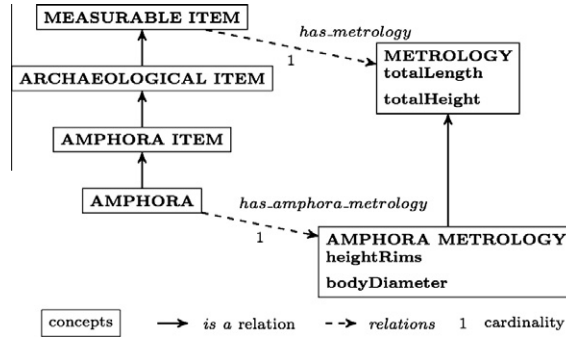 MEASURABLE ITEM
has_metrology
1
METROLOGY
totalLength
totalHeight
ARCHAEOLOGICAL ITEM
AMPHORA ITEM
AMPHORA
has_amphora_metrology
1
AMPHORA METROLOGY
heightRims
bodyDiameter
concepts is a relation relations 1 cardinality